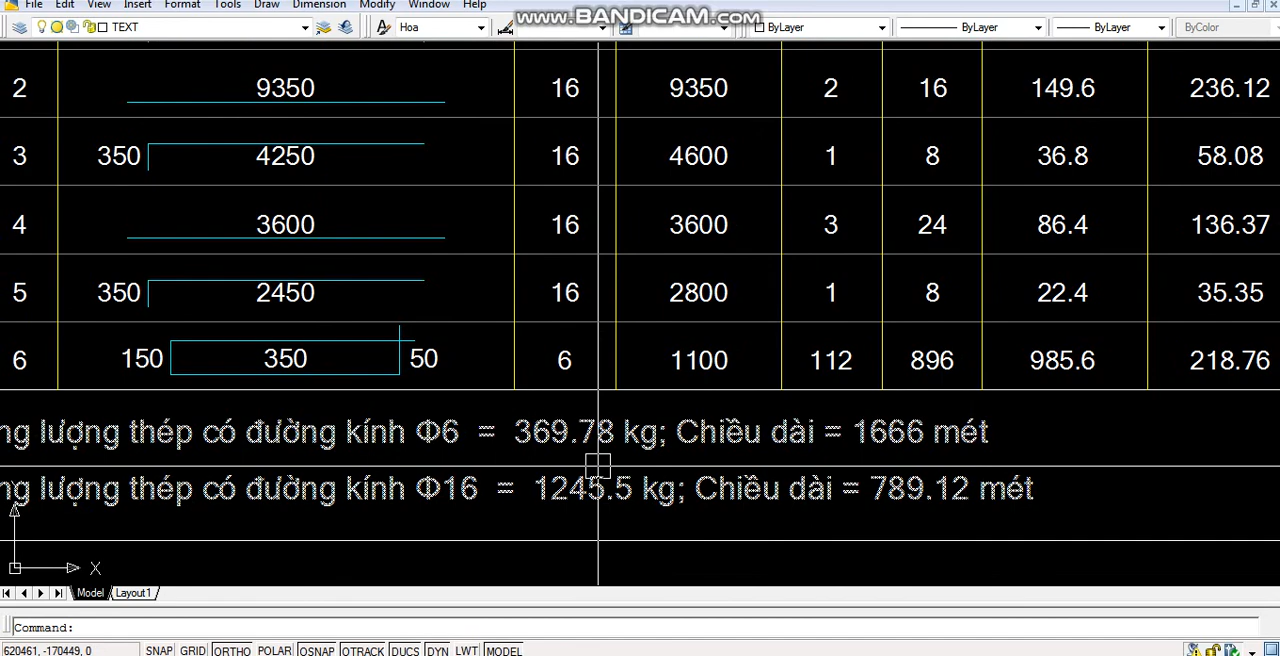 File Edit View Insert Format Tools Draw Dimension Modify Window Help
www.BANDICAM.com
TEXT Hoa ByLayer ByLayer ByLayer ByColor
2 9350 16 9350 2 16 149.6 236.12
3 350 4250 16 4600 1 8 36.8 58.08
4 3600 16 3600 3 24 86.4 136.37
5 350 2450 16 2800 1 8 22.4 35.35
6 150 350 50 6 1100 112 896 985.6 218.76
ng lượng thép có đường kính Φ6 = 369.78 kg; Chiều dài = 1666 mét
ng lượng thép có đường kính Φ16 = 1245.5 kg; Chiều dài = 789.12 mét
X
Model Layout1
Command:
620461, -170449, 0 SNAP GRID ORTHO POLAR OSNAP OTRACK DUCS DYN LWT MODEL